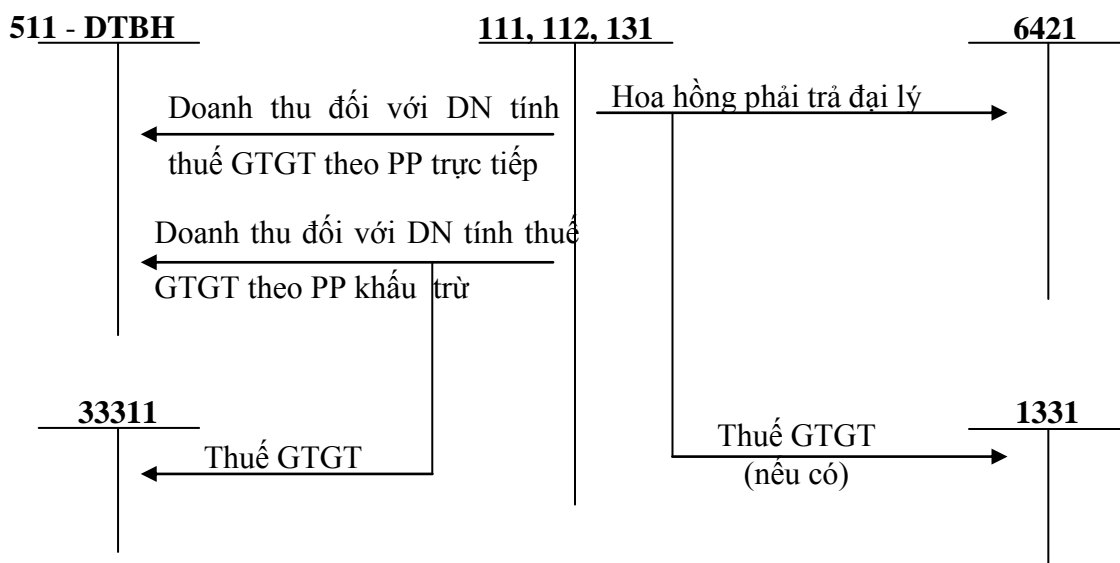 511 - DTBH
111, 112, 131
6421
Doanh thu đối với DN tính
thuế GTGT theo PP trực tiếp
Hoa hồng phải trả đại lý
Doanh thu đối với DN tính thuế
GTGT theo PP khấu trừ
33311
Thuế GTGT
1331
Thuế GTGT
(nếu có)